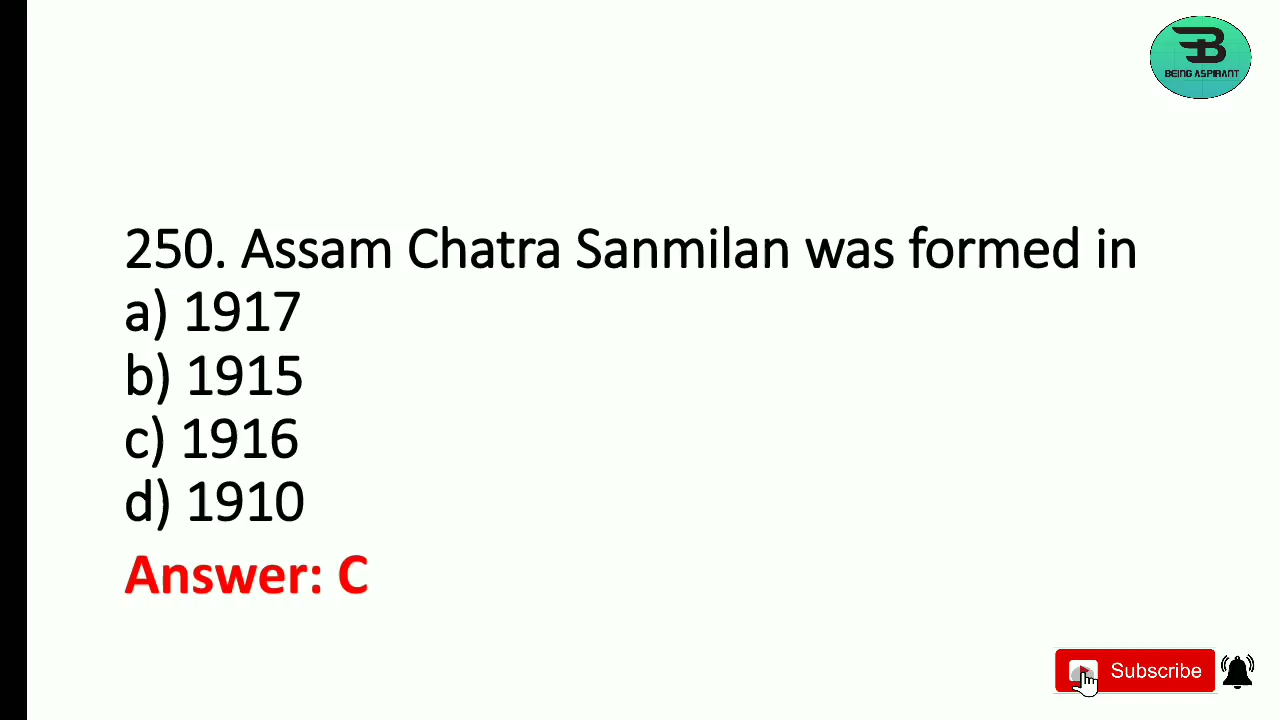 BEING ASPIRANT
250. Assam Chatra Sanmilan was formed in
a) 1917
b) 1915
c) 1916
d) 1910
Answer: C
Subscribe